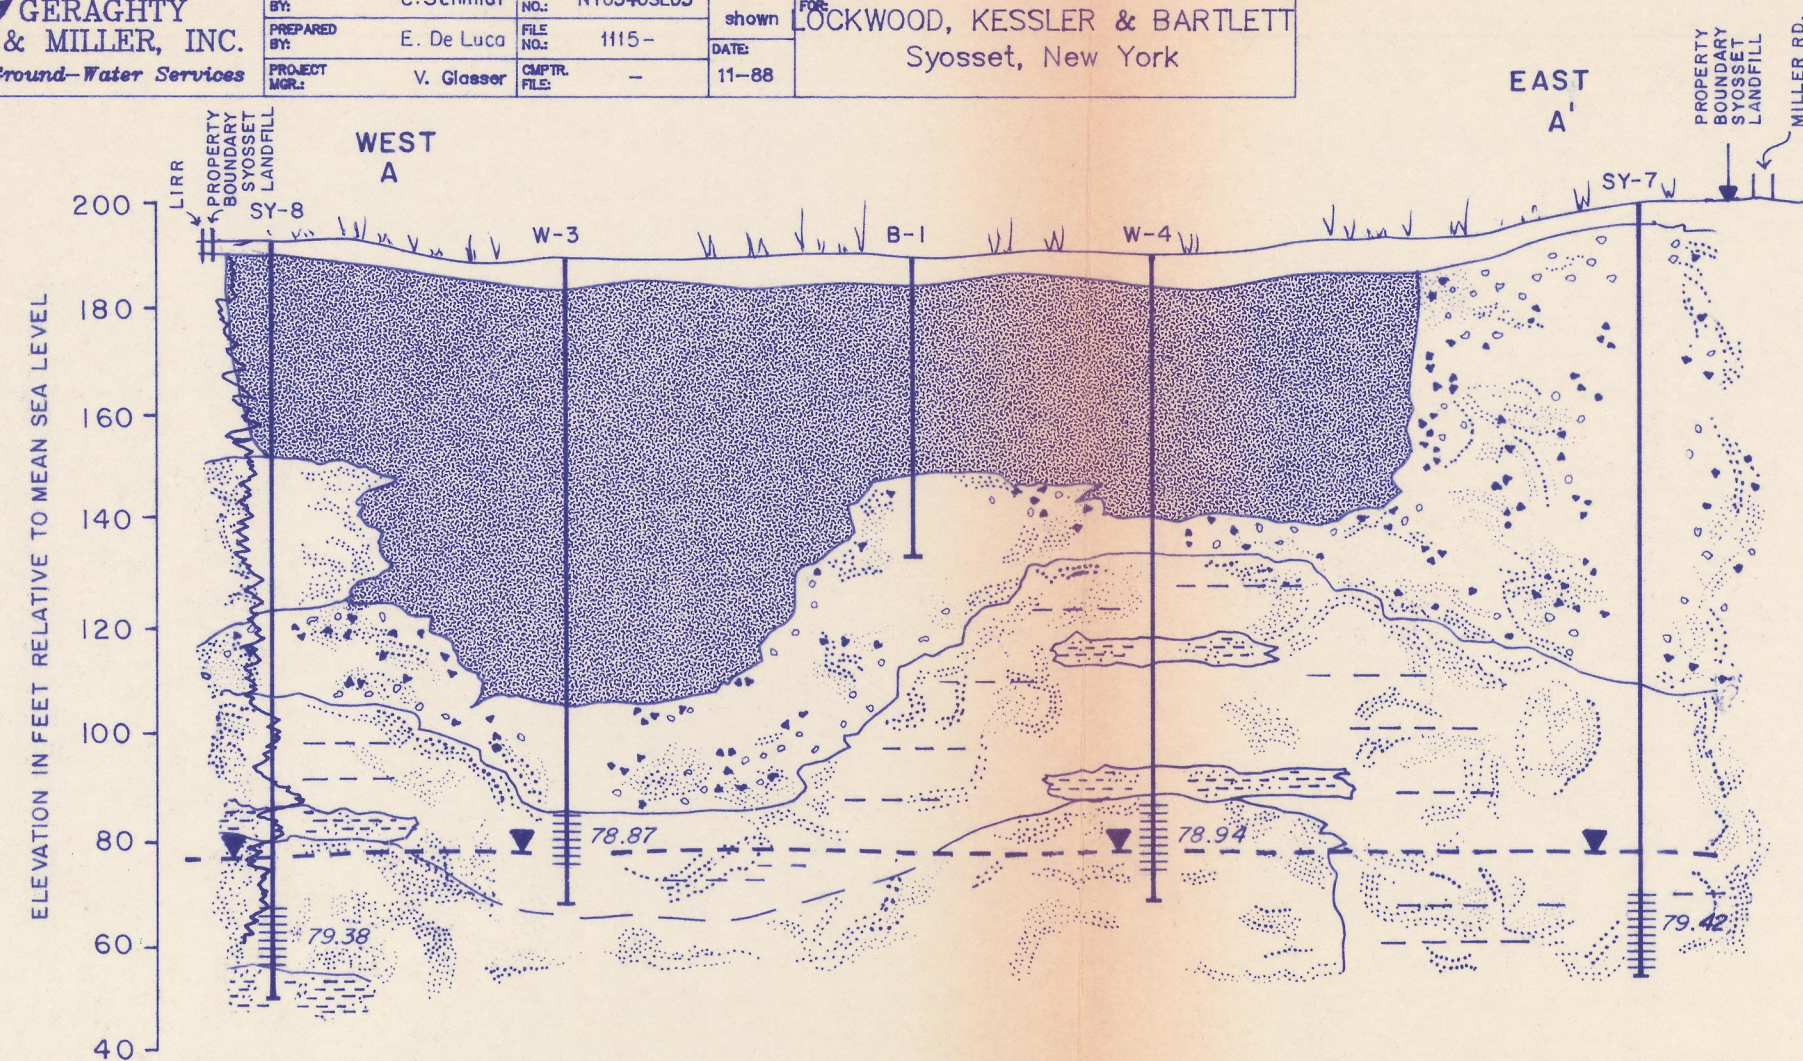 GERAGHTY
& MILLER, INC.
Ground-Water Services
BY:
C. Schmidt
NO.:
PREPARED
BY:
E. De Luca
FILE
NO.:
1115-
PROJECT
MGR.:
V. Glasser
CMPTR.
FILE:
-
shown
DATE:
11-88
FOR:
LOCKWOOD, KESSLER & BARTLETT
Syosset, New York
WEST
A
EAST
A'
LIRR
PROPERTY
BOUNDARY
SYOSSET
LANDFILL
PROPERTY
BOUNDARY
SYOSSET
LANDFILL
MILLER RD.
SY-8
W-3
B-1
W-4
SY-7
ELEVATION IN FEET RELATIVE TO MEAN SEA LEVEL
200
180
160
140
120
100
80
60
40
78.87
78.94
79.38
79.42